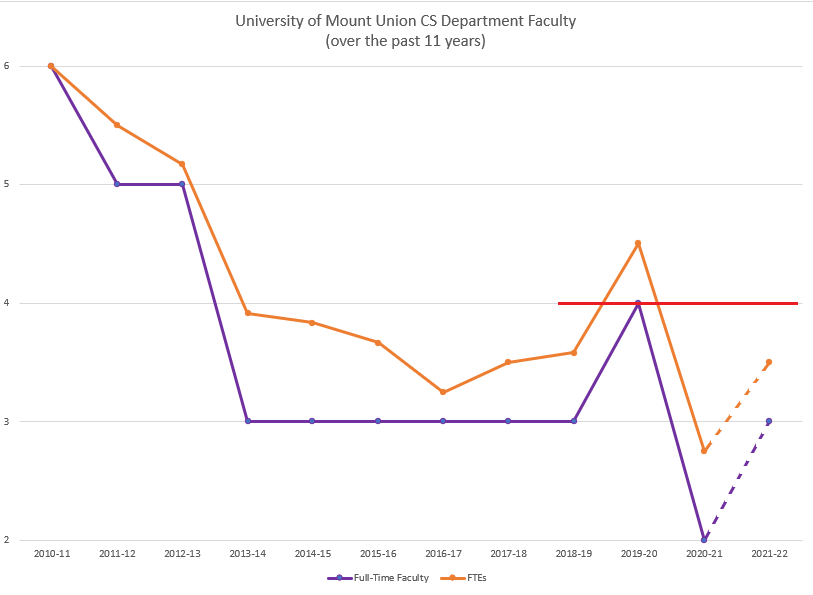 University of Mount Union CS Department Faculty
(over the past 11 years)
6
5
4
3
2
2010-11 2011-12 2012-13 2013-14 2014-15 2015-16 2016-17 2017-18 2018-19 2019-20 2020-21 2021-22
Full-Time Faculty FTEs